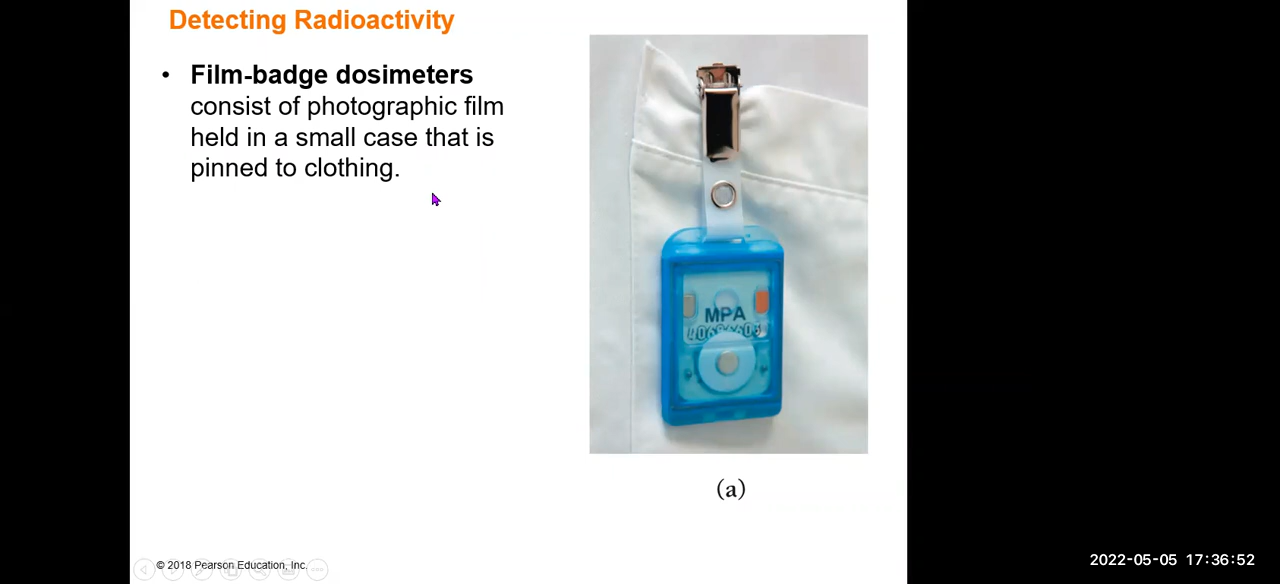 Detecting Radioactivity
• Film-badge dosimeters
consist of photographic film
held in a small case that is
pinned to clothing.
MPA
(a)
© 2018 Pearson Education, Inc.
2022-05-05 17:36:52